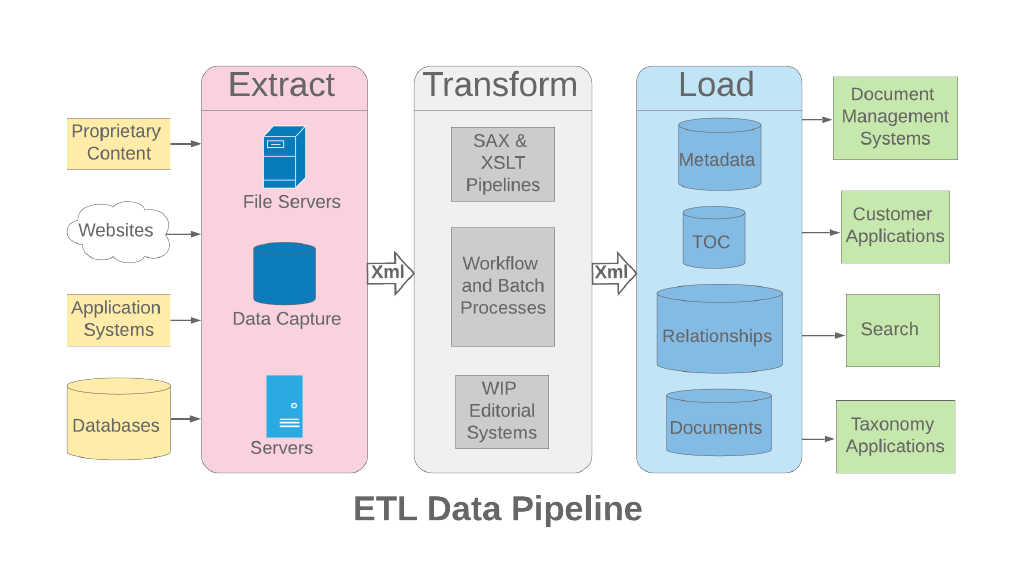 Extract
Transform
Load
Proprietary
Content
Websites
Application
Systems
Databases
File Servers
Data Capture
Servers
Xml
SAX &
XSLT
Pipelines
Workflow
and Batch
Processes
WIP
Editorial
Systems
Xml
Metadata
TOC
Relationships
Documents
Document
Management
Systems
Customer
Applications
Search
Taxonomy
Applications
ETL Data Pipeline